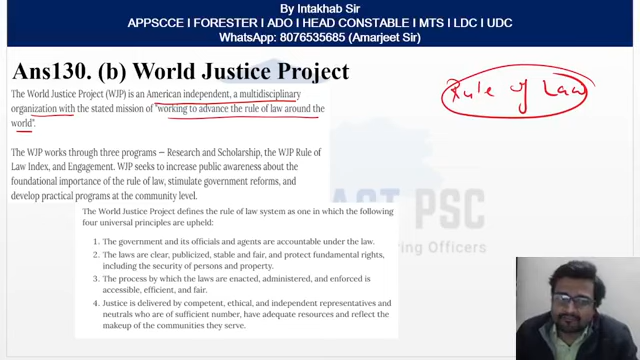 By Intakhab Sir
APPSCCE I FORESTER I ADO I HEAD CONSTABLE I MTS I LDC I UDC
WhatsApp: 8076535685 (Amarjeet Sir)
Ans130. (b) World Justice Project
Rule of Law
The World Justice Project (WJP) is an American independent, a multidisciplinary
organization with the stated mission of "working to advance the rule of law around the
world".
The WJP works through three programs — Research and Scholarship, the WJP Rule of
Law Index, and Engagement. WJP seeks to increase public awareness about the
foundational importance of the rule of law, stimulate government reforms, and
develop practical programs at the community level.
The World Justice Project defines the rule of law system as one in which the following
four universal principles are upheld:
1. The government and its officials and agents are accountable under the law.
2. The laws are clear, publicized, stable and fair, and protect fundamental rights,
including the security of persons and property.
3. The process by which the laws are enacted, administered, and enforced is
accessible, efficient, and fair.
4. Justice is delivered by competent, ethical, and independent representatives and
neutrals who are of sufficient number, have adequate resources and reflect the
makeup of the communities they serve.
PSC
ring Officers